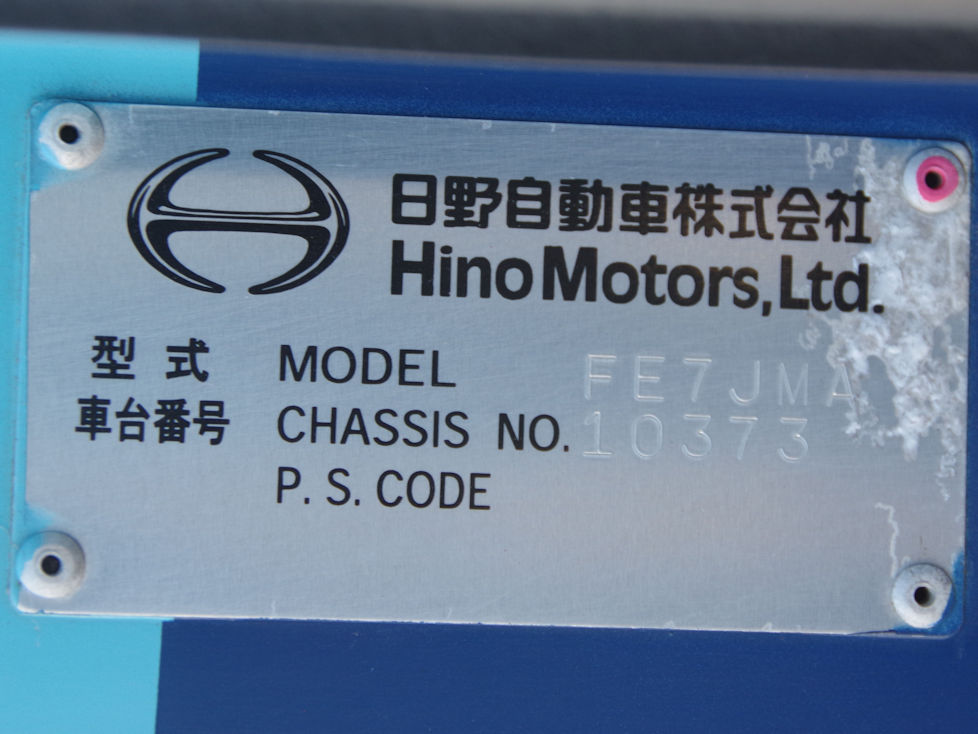 日野自動車株式会社
Hino Motors, Ltd.
型式 MODEL FE7JMA
車台番号 CHASSIS NO. 10373
P. S. CODE